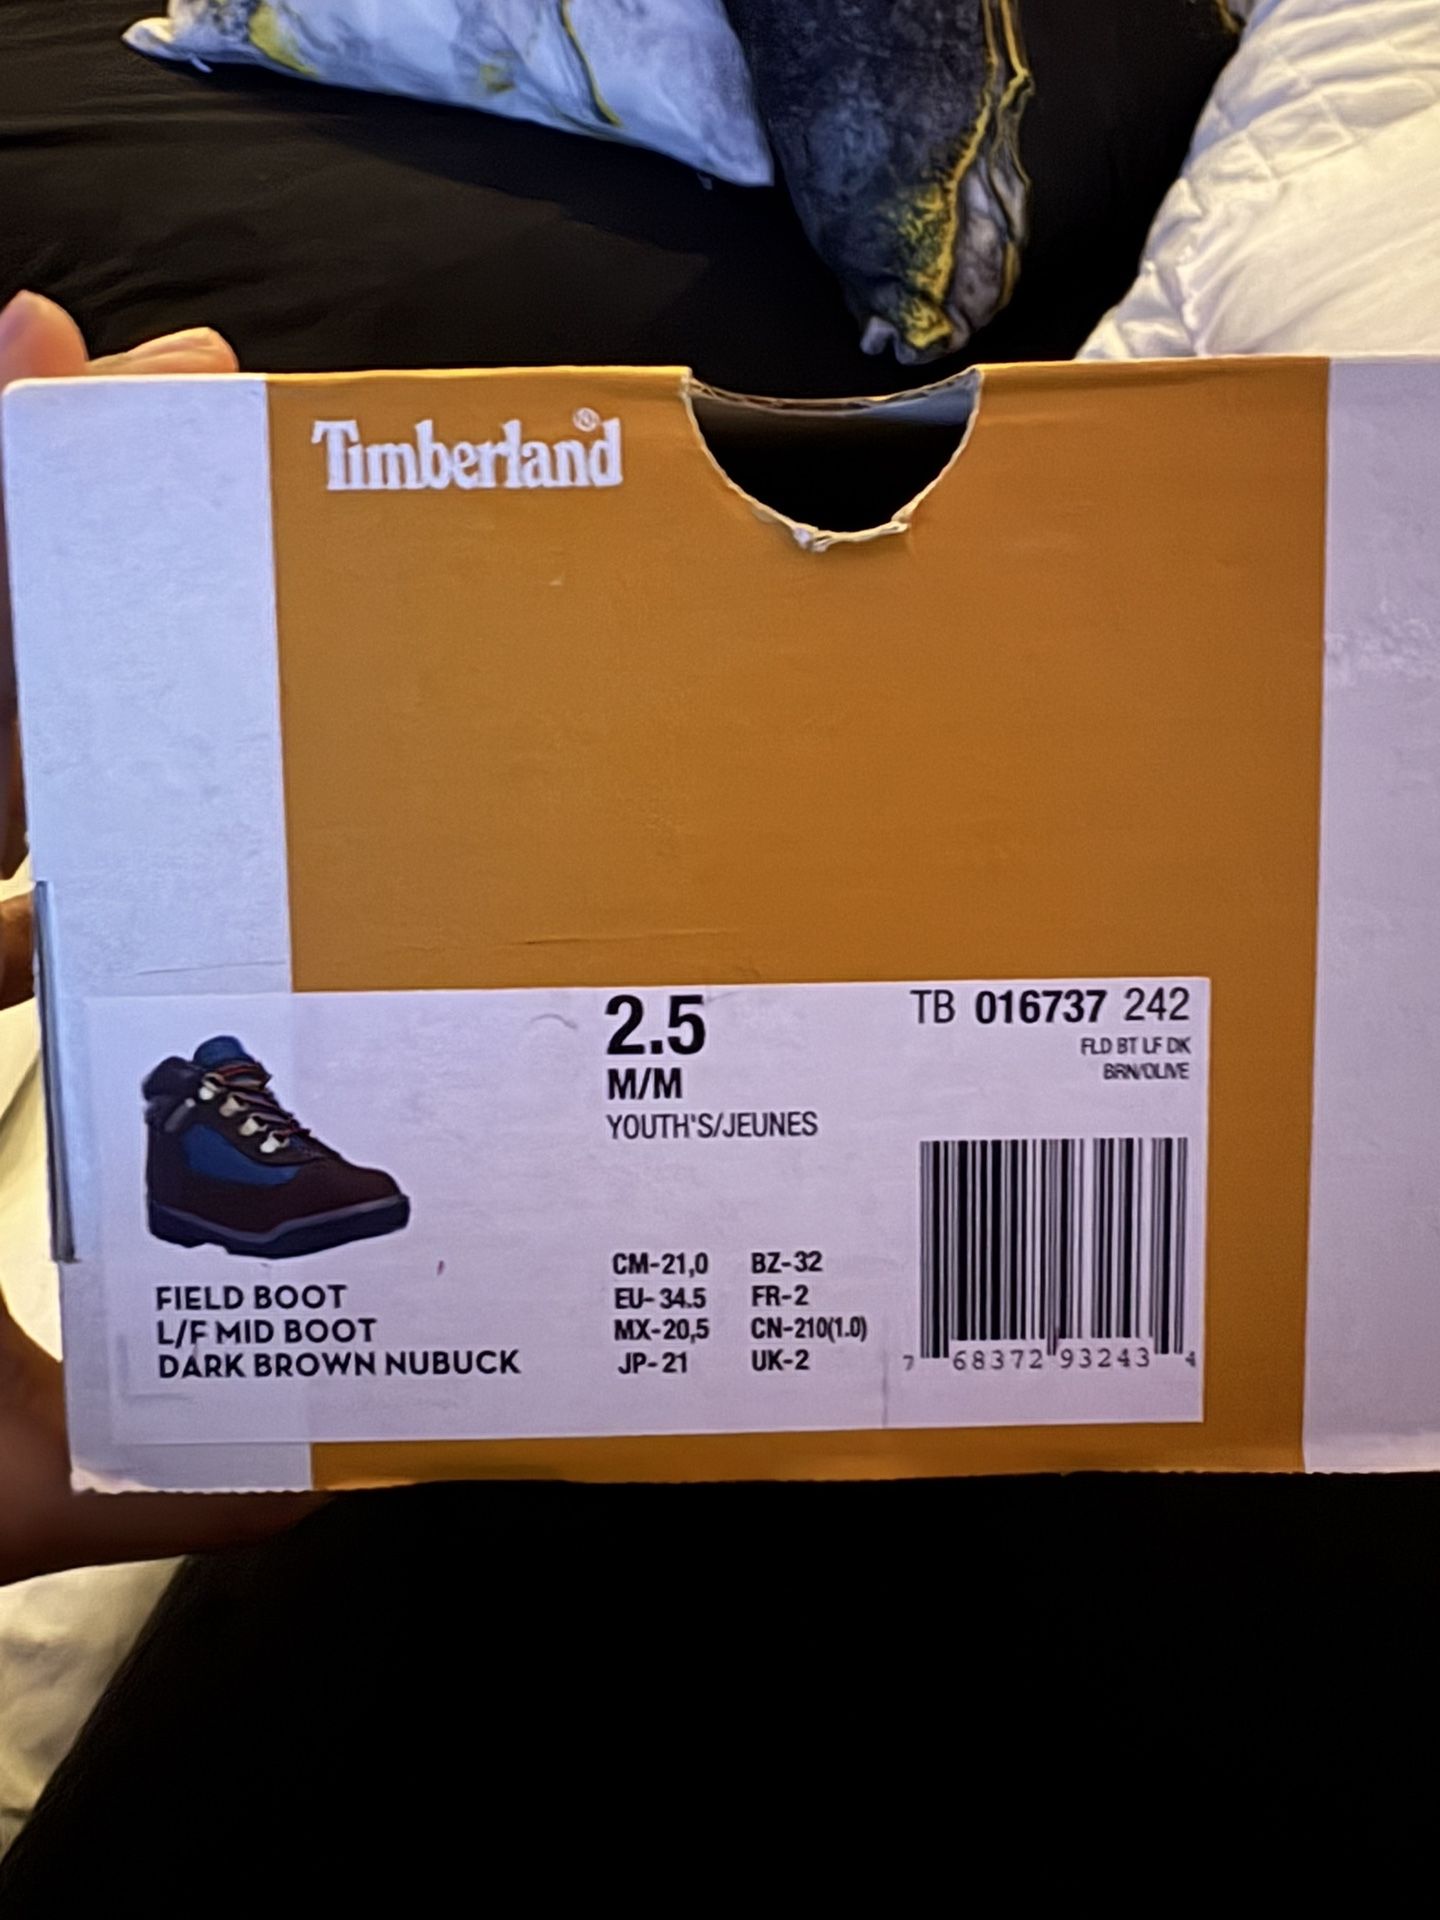 Timberland®
2.5
M/M
YOUTH'S/JEUNES
TB 016737 242
FLD BT LF DK
BRN/OLIVE
FIELD BOOT
L/F MID BOOT
DARK BROWN NUBUCK
CM-21,0 BZ-32
EU-34.5 FR-2
MX-20,5 CN-210(1.0)
JP-21 UK-2
7 68372 93243 4